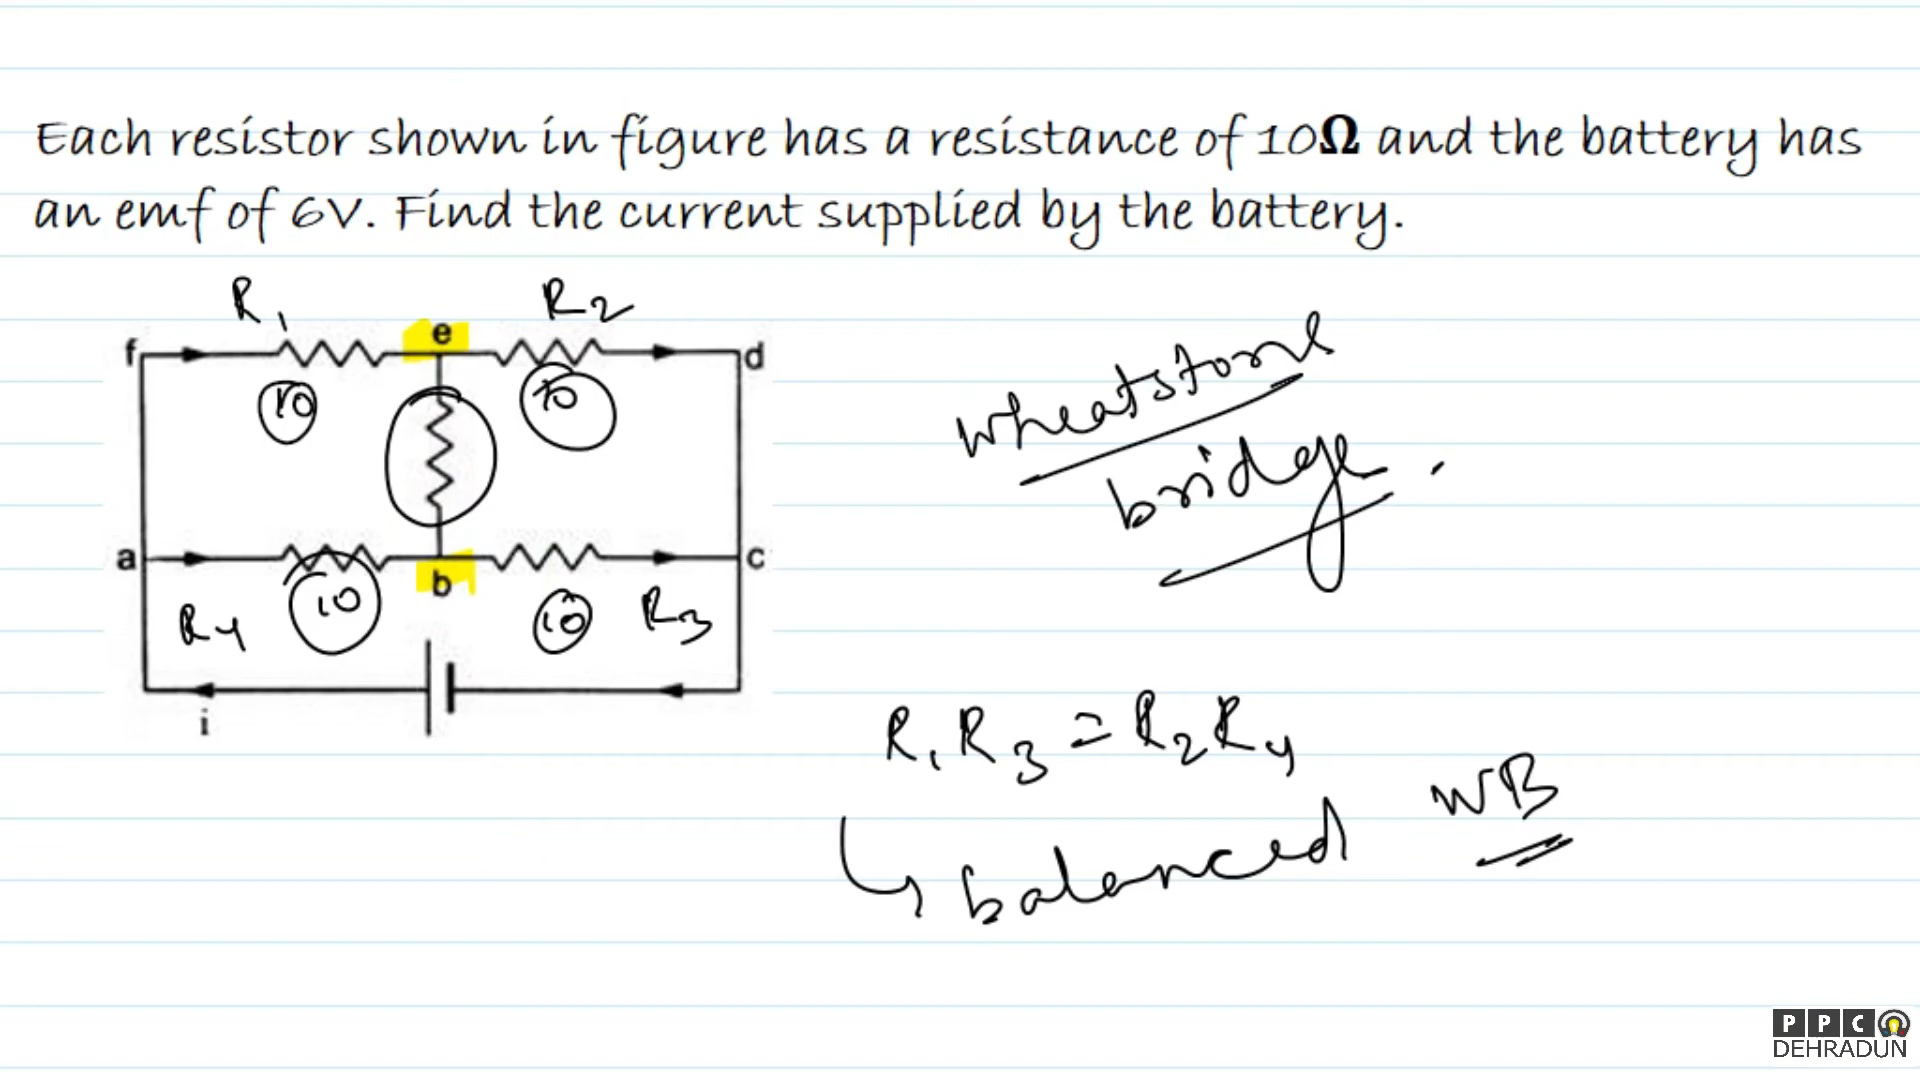 Each resistor shown in figure has a resistance of 10Ω and the battery has
an emf of 6V. Find the current supplied by the battery.
R1 R2
f e d
10 10
wheatstone
bridge.
a b c
R4 10 10 R3
i
R1R3 = R2R4
↳ balanced WB
PPC
DEHRADUN